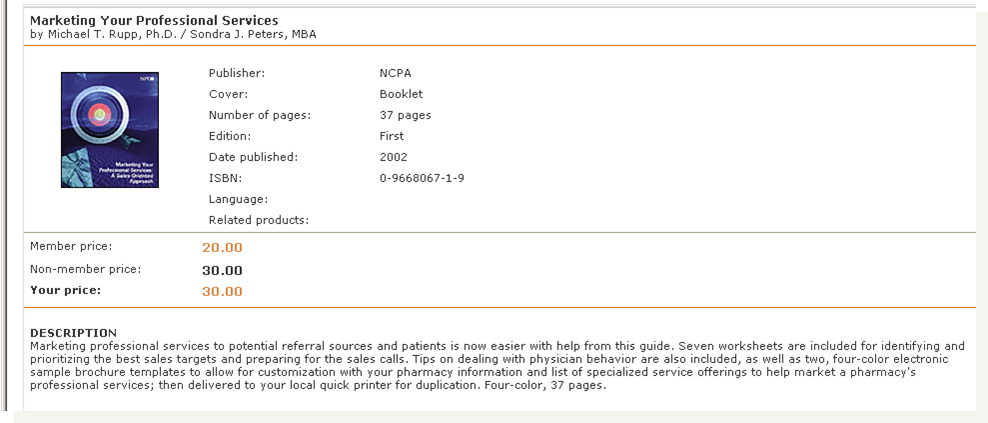 Marketing Your Professional Services
by Michael T. Rupp, Ph.D. / Sondra J. Peters, MBA
NCPA
Marketing Your
Professional Services:
A Sales-Oriented
Approach
Publisher: NCPA
Cover: Booklet
Number of pages: 37 pages
Edition: First
Date published: 2002
ISBN: 0-9668067-1-9
Language:
Related products:
Member price: 20.00
Non-member price: 30.00
Your price: 30.00
DESCRIPTION
Marketing professional services to potential referral sources and patients is now easier with help from this guide. Seven worksheets are included for identifying and
prioritizing the best sales targets and preparing for the sales calls. Tips on dealing with physician behavior are also included, as well as two, four-color electronic
sample brochure templates to allow for customization with your pharmacy information and list of specialized service offerings to help market a pharmacy's
professional services; then delivered to your local quick printer for duplication. Four-color, 37 pages.